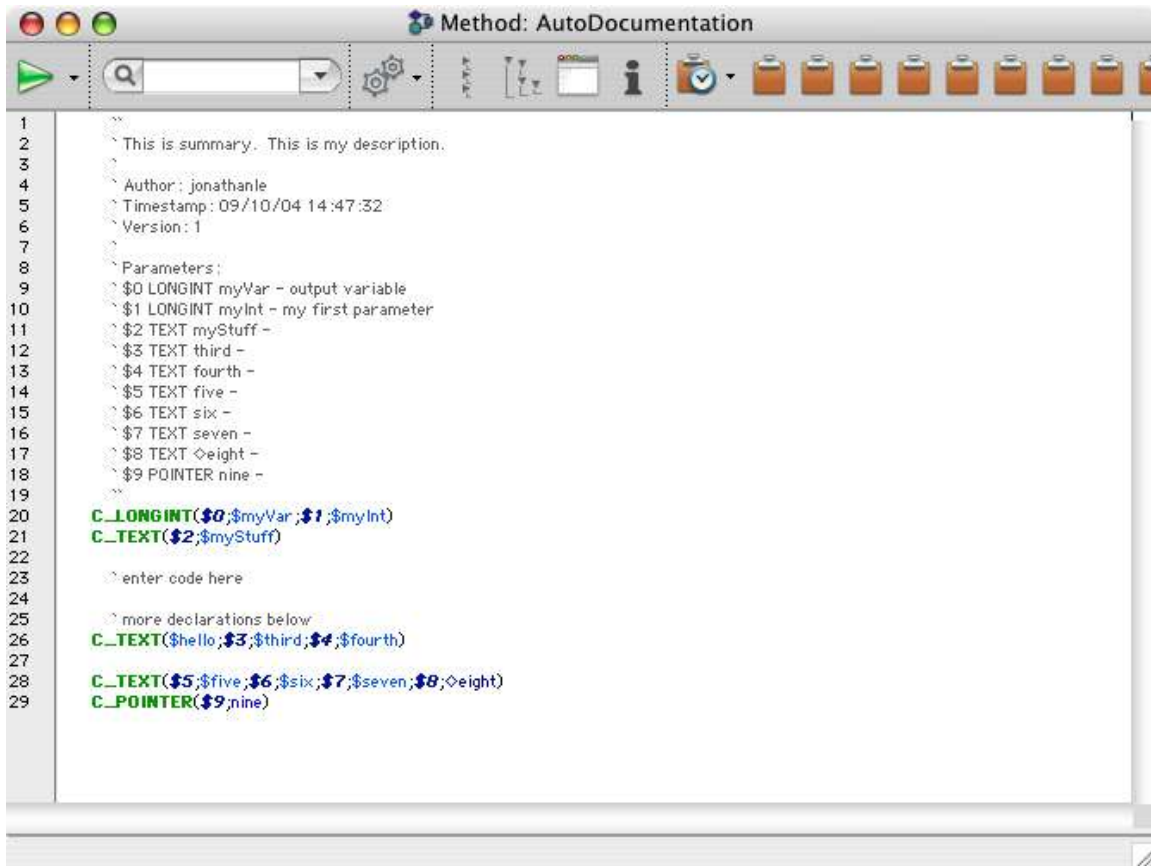 Method: AutoDocumentation
1 ``
2 ` This is summary.  This is my description.
3 `
4 ` Author: jonathanle
5 ` Timestamp: 09/10/04 14:47:32
6 ` Version: 1
7 `
8 ` Parameters:
9 ` $0 LONGINT myVar - output variable
10 ` $1 LONGINT myInt - my first parameter
11 ` $2 TEXT myStuff -
12 ` $3 TEXT third -
13 ` $4 TEXT fourth -
14 ` $5 TEXT five -
15 ` $6 TEXT six -
16 ` $7 TEXT seven -
17 ` $8 TEXT ◇eight -
18 ` $9 POINTER nine -
19 ``
20 C_LONGINT($0;$myVar;$1;$myInt)
21 C_TEXT($2;$myStuff)
22
23 ` enter code here
24
25 ` more declarations below
26 C_TEXT($hello;$3;$third;$4;$fourth)
27
28 C_TEXT($5;$five;$6;$six;$7;$seven;$8;◇eight)
29 C_POINTER($9;nine)